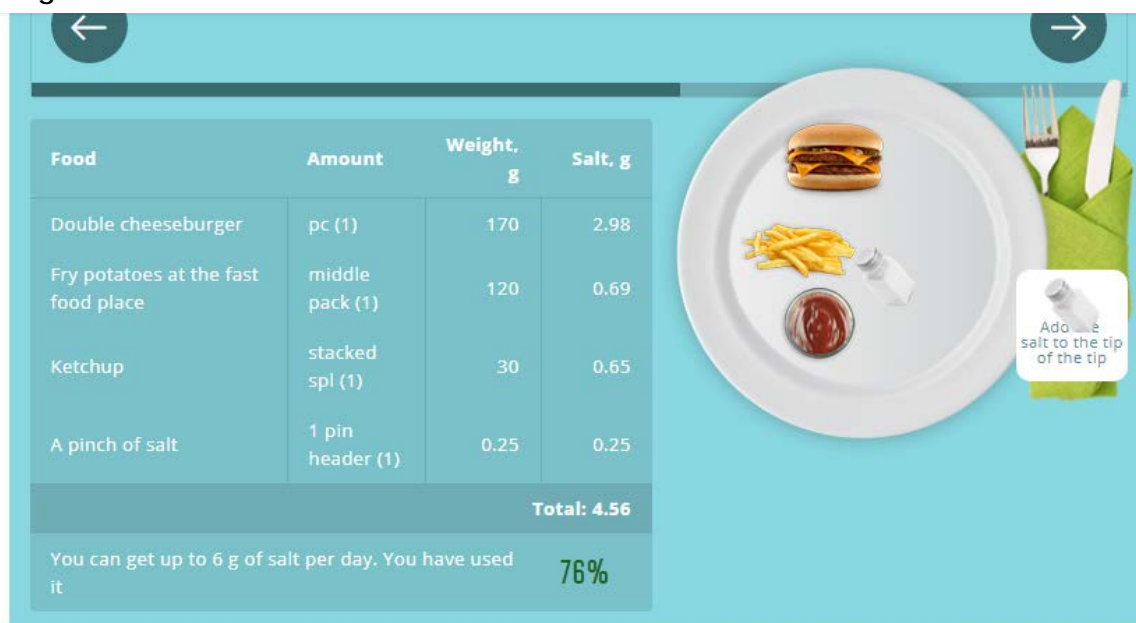 Food Amount Weight, g Salt, g
Double cheeseburger pc (1) 170 2.98
Fry potatoes at the fast food place middle pack (1) 120 0.69
Ketchup stacked spl (1) 30 0.65
A pinch of salt 1 pin header (1) 0.25 0.25
Total: 4.56
You can get up to 6 g of salt per day. You have used
it
76%
salt to the tip
of the tip